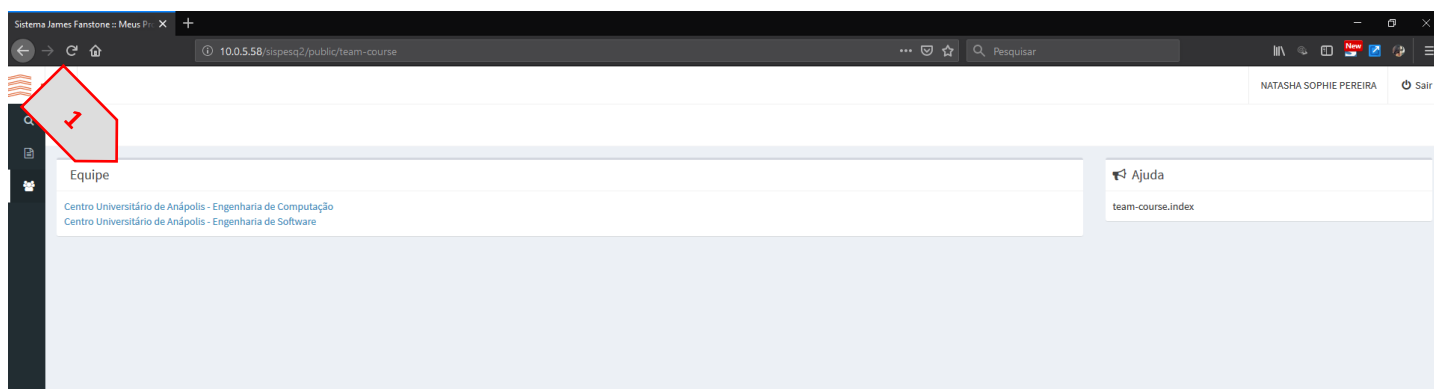 Sistema James Fanstone :: Meus Pr
10.0.5.58/sispesq2/public/team-course
Pesquisar
New
NATASHA SOPHIE PEREIRA
Sair
1
Equipe
Ajuda
Centro Universitário de Anápolis - Engenharia de Computação
team-course.index
Centro Universitário de Anápolis - Engenharia de Software